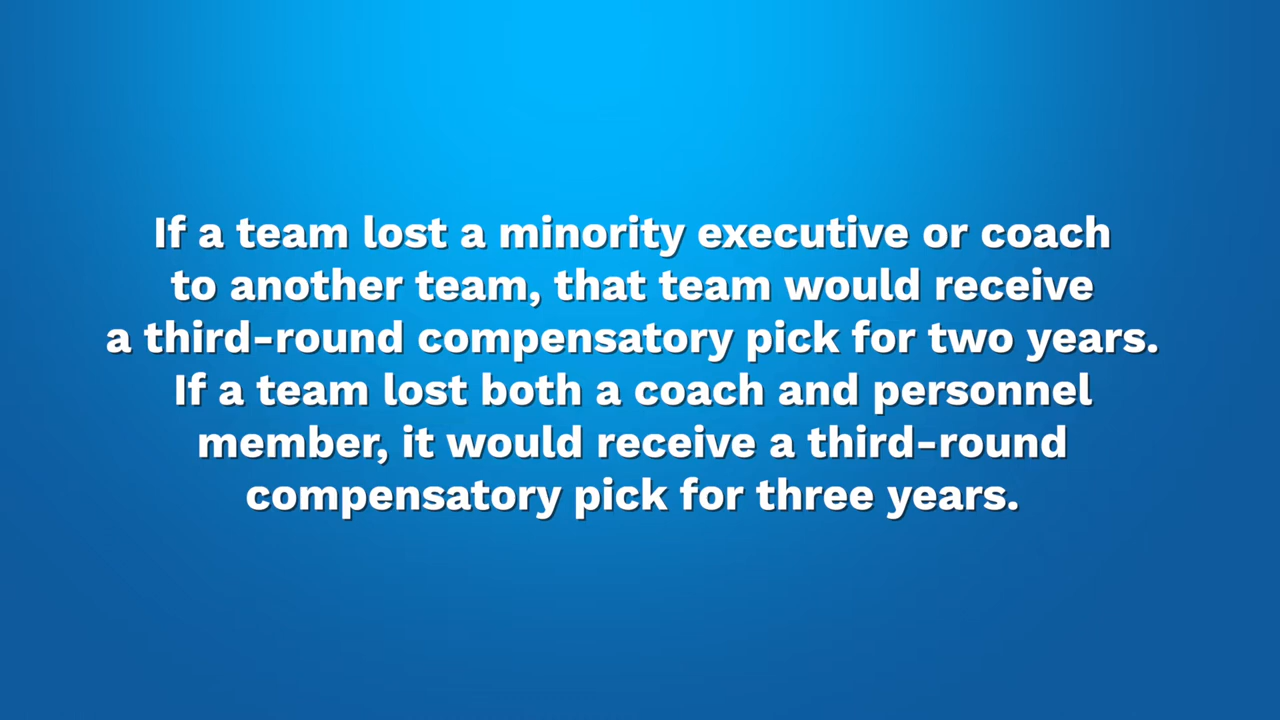 If a team lost a minority executive or coach
to another team, that team would receive
a third-round compensatory pick for two years.
If a team lost both a coach and personnel
member, it would receive a third-round
compensatory pick for three years.